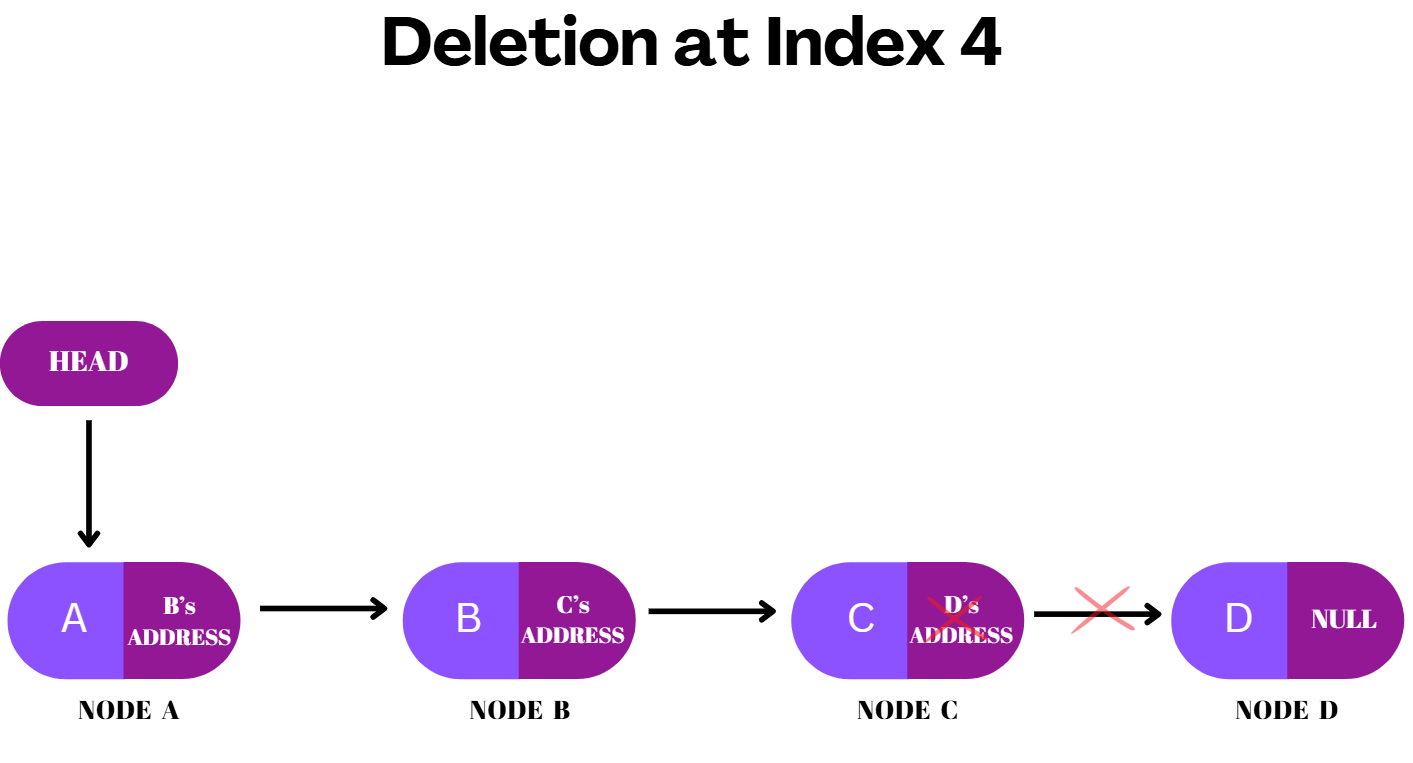 Deletion at Index 4
HEAD
A
B’s
ADDRESS
B
C’s
ADDRESS
C
D’s
ADDRESS
D
NULL
NODE A
NODE B
NODE C
NODE D